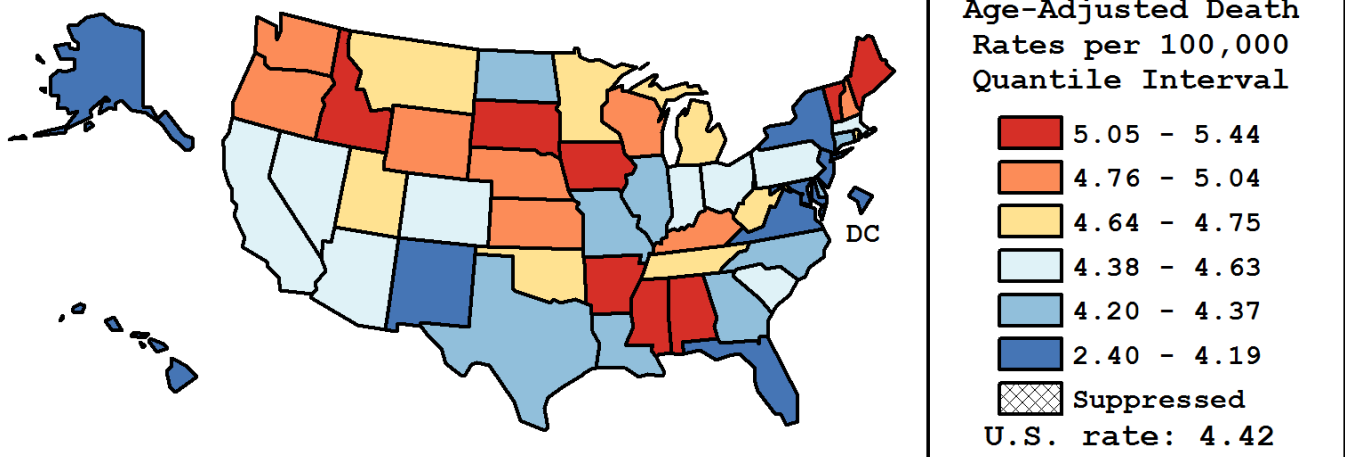 Age-Adjusted Death
Rates per 100,000
Quantile Interval
5.05 - 5.44
4.76 - 5.04
4.64 - 4.75
4.38 - 4.63
4.20 - 4.37
2.40 - 4.19
Suppressed
U.S. rate: 4.42
DC